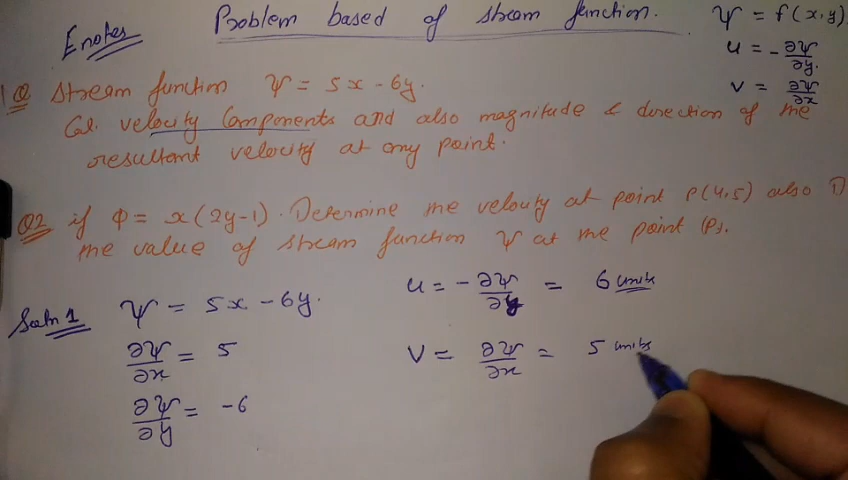 Enotes
Problem based of stream function.
ψ = f(x,y)
u = -∂ψ/∂y.
v = ∂ψ/∂x
1Q Stream function ψ = 5x - 6y.
Cal. velocity Components and also magnitude & direction of the
resultant velocity at any point.
Q2 if φ = x(2y-1). Determine the velouty at point P(4,5) also D
the value of stream function ψ at the point (P).
Soln 1
ψ = 5x - 6y.
∂ψ/∂x = 5
∂ψ/∂y = -6
u = -∂ψ/∂y = 6 units
V = ∂ψ/∂x = 5 units